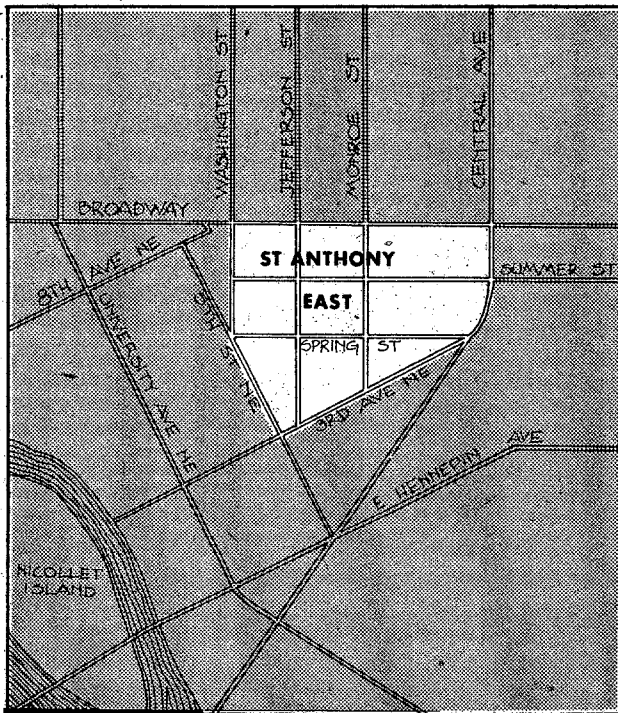 WASHINGTON ST
JEFFERSON ST
MONROE ST
CENTRAL AVE
BROADWAY
8TH AVE NE
ST ANTHONY
EAST
SUMMER ST
UNIVERSITY AVE NE
5TH ST NE
SPRING ST
3RD AVE NE
E HENNEPIN AVE
NICOLLET
ISLAND